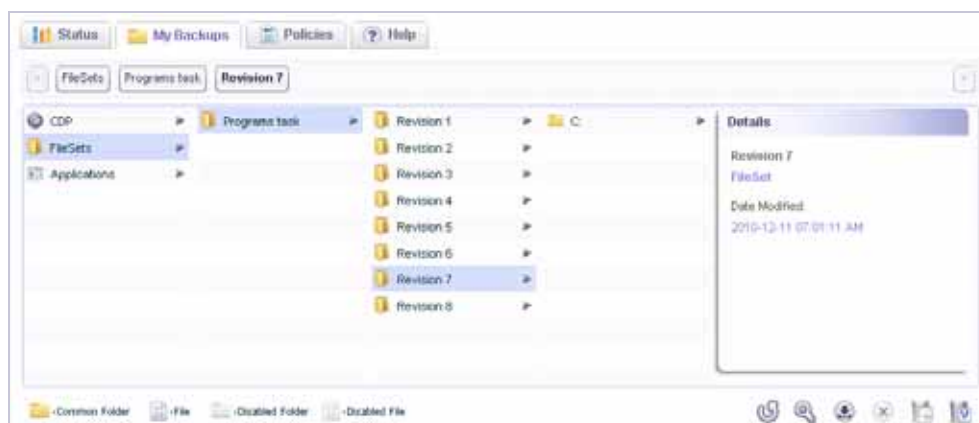 Status My Backups Policies Help
FileSets Programs task Revision 7
CDP
FileSets
Applications
Programs task
Revision 1
Revision 2
Revision 3
Revision 4
Revision 5
Revision 6
Revision 7
Revision 8
C:
Details
Revision 7
FileSet
Date Modified:
2010-12-11 07:01:11 AM
-Common Folder -File -Disabled Folder -Disabled File